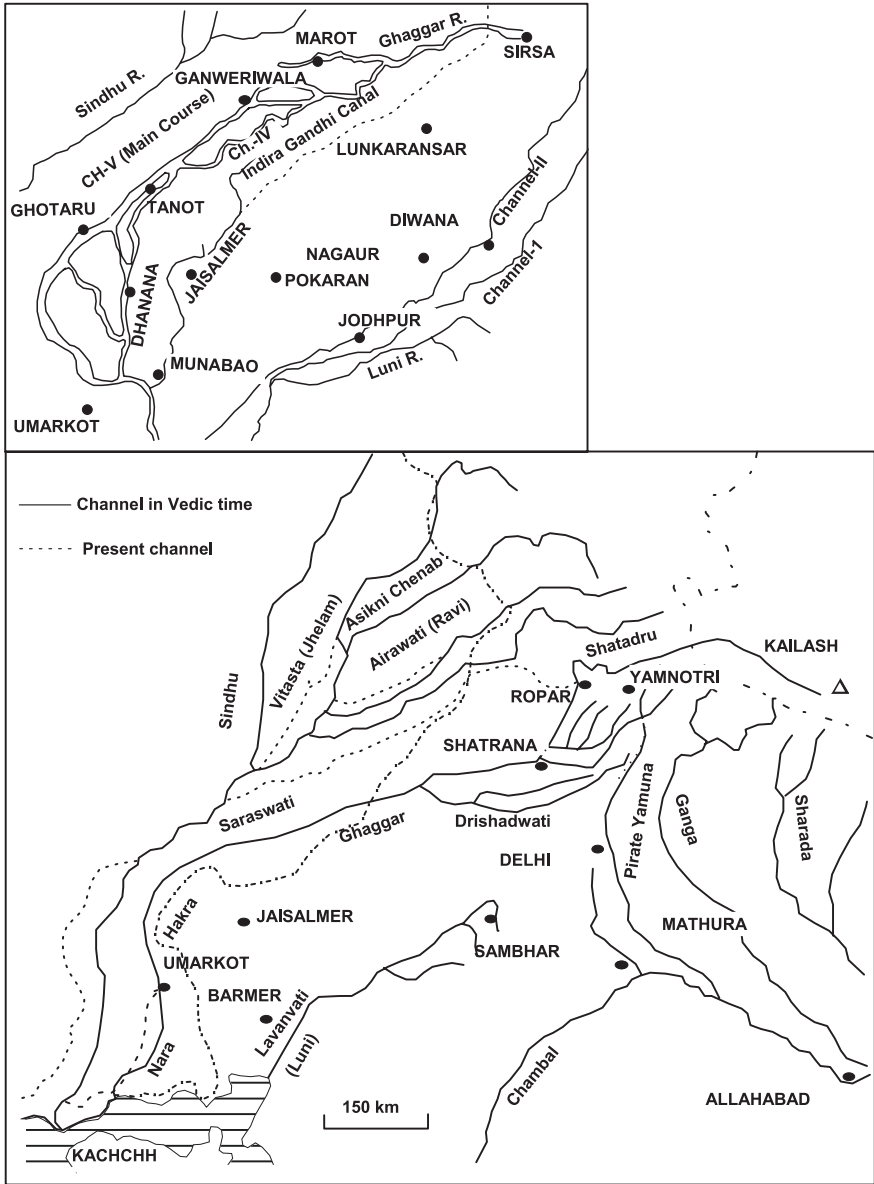 MAROT
Ghaggar R.
SIRSA
Sindhu R.
GANWERIWALA
CH-V (Main Course)
Ch.-IV
Indira Gandhi Canal
LUNKARANSAR
Channel-II
GHOTARU
TANOT
DIWANA
NAGAUR
JAISALMER
POKARAN
Channel-1
DHANANA
JODHPUR
MUNABAO
Luni R.
UMARKOT
Channel in Vedic time
Present channel
Sindhu
Vitasta (Jhelam)
Asikni Chenab
Airawati (Ravi)
Shatadru
KAILASH
ROPAR
YAMNOTRI
SHATRANA
Saraswati
Ghaggar
Drishadwati
DELHI
Pirate Yamuna
Ganga
Sharada
Hakra
JAISALMER
SAMBHAR
MATHURA
UMARKOT
BARMER
Lavanvati
(Luni)
Nara
Chambal
ALLAHABAD
150 km
KACHCHH